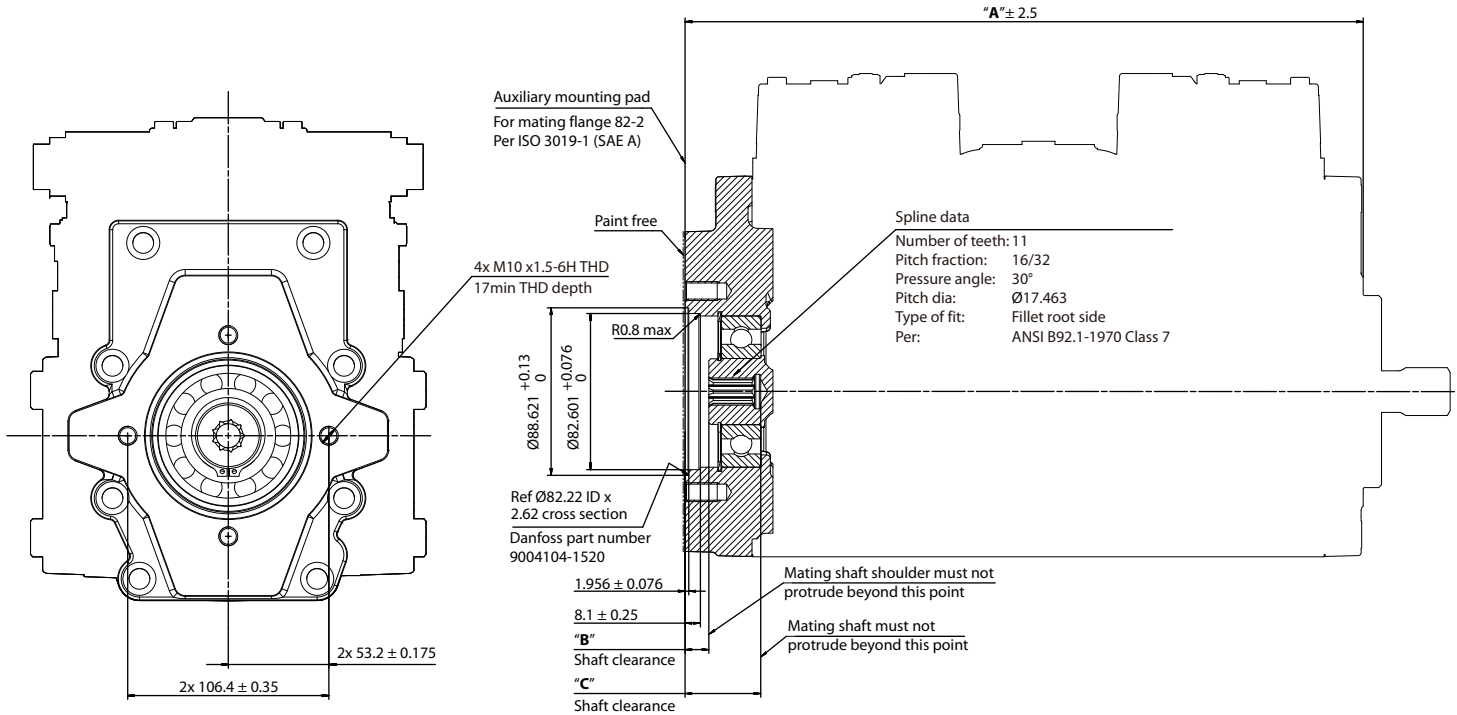 “A”± 2.5
Auxiliary mounting pad
For mating flange 82-2
Per ISO 3019-1 (SAE A)
Paint free
4x M10 x1.5-6H THD
17min THD depth
R0.8 max
Spline data
Number of teeth: 11
Pitch fraction: 16/32
Pressure angle: 30°
Pitch dia: Ø17.463
Type of fit: Fillet root side
Per: ANSI B92.1-1970 Class 7
Ø88.621 +0.13 0
Ø82.601 +0.076 0
Ref Ø82.22 ID x
2.62 cross section
Danfoss part number
9004104-1520
1.956 ± 0.076
8.1 ± 0.25
“B”
Shaft clearance
“C”
Shaft clearance
Mating shaft shoulder must not
protrude beyond this point
Mating shaft must not
protrude beyond this point
2x 53.2 ± 0.175
2x 106.4 ± 0.35